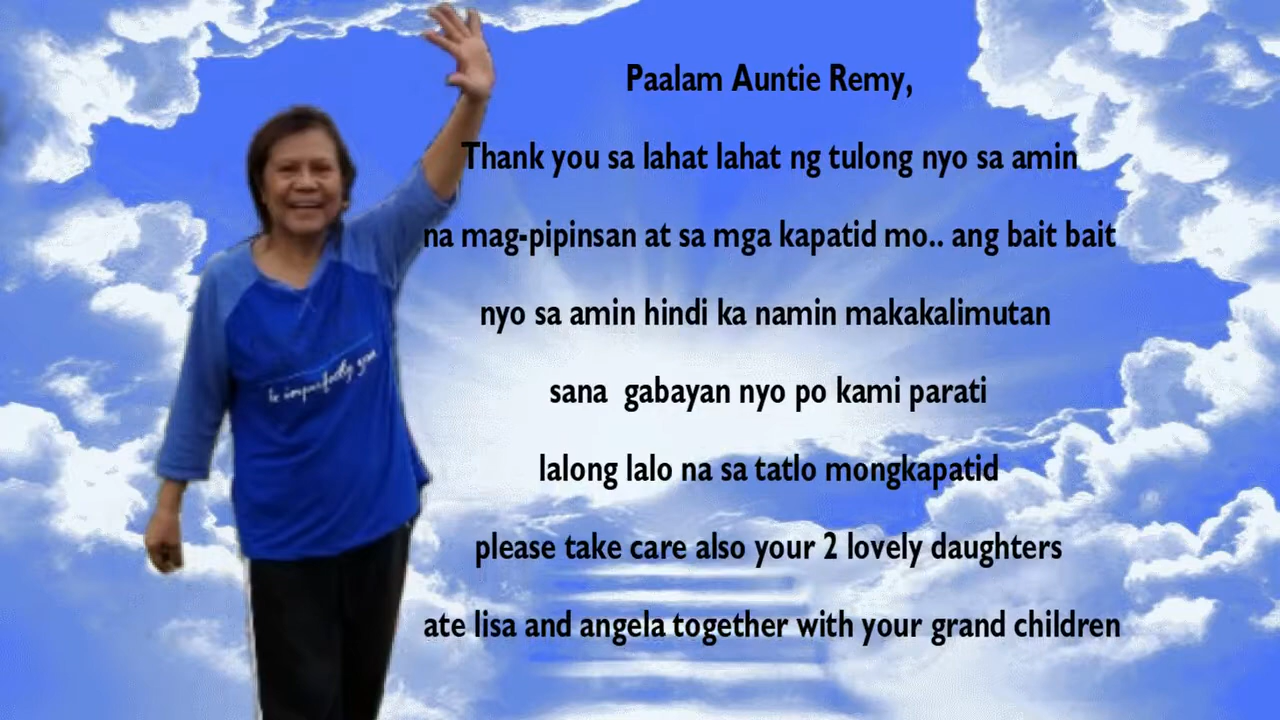 Paalam Auntie Remy,
Thank you sa lahat lahat ng tulong nyo sa amin
na mag-pipinsan at sa mga kapatid mo.. ang bait bait
nyo sa amin hindi ka namin makakalimutan
sana gabayan nyo po kami parati
lalong lalo na sa tatlo mongkapatid
please take care also your 2 lovely daughters
ate lisa and angela together with your grand children
be imperfectly you